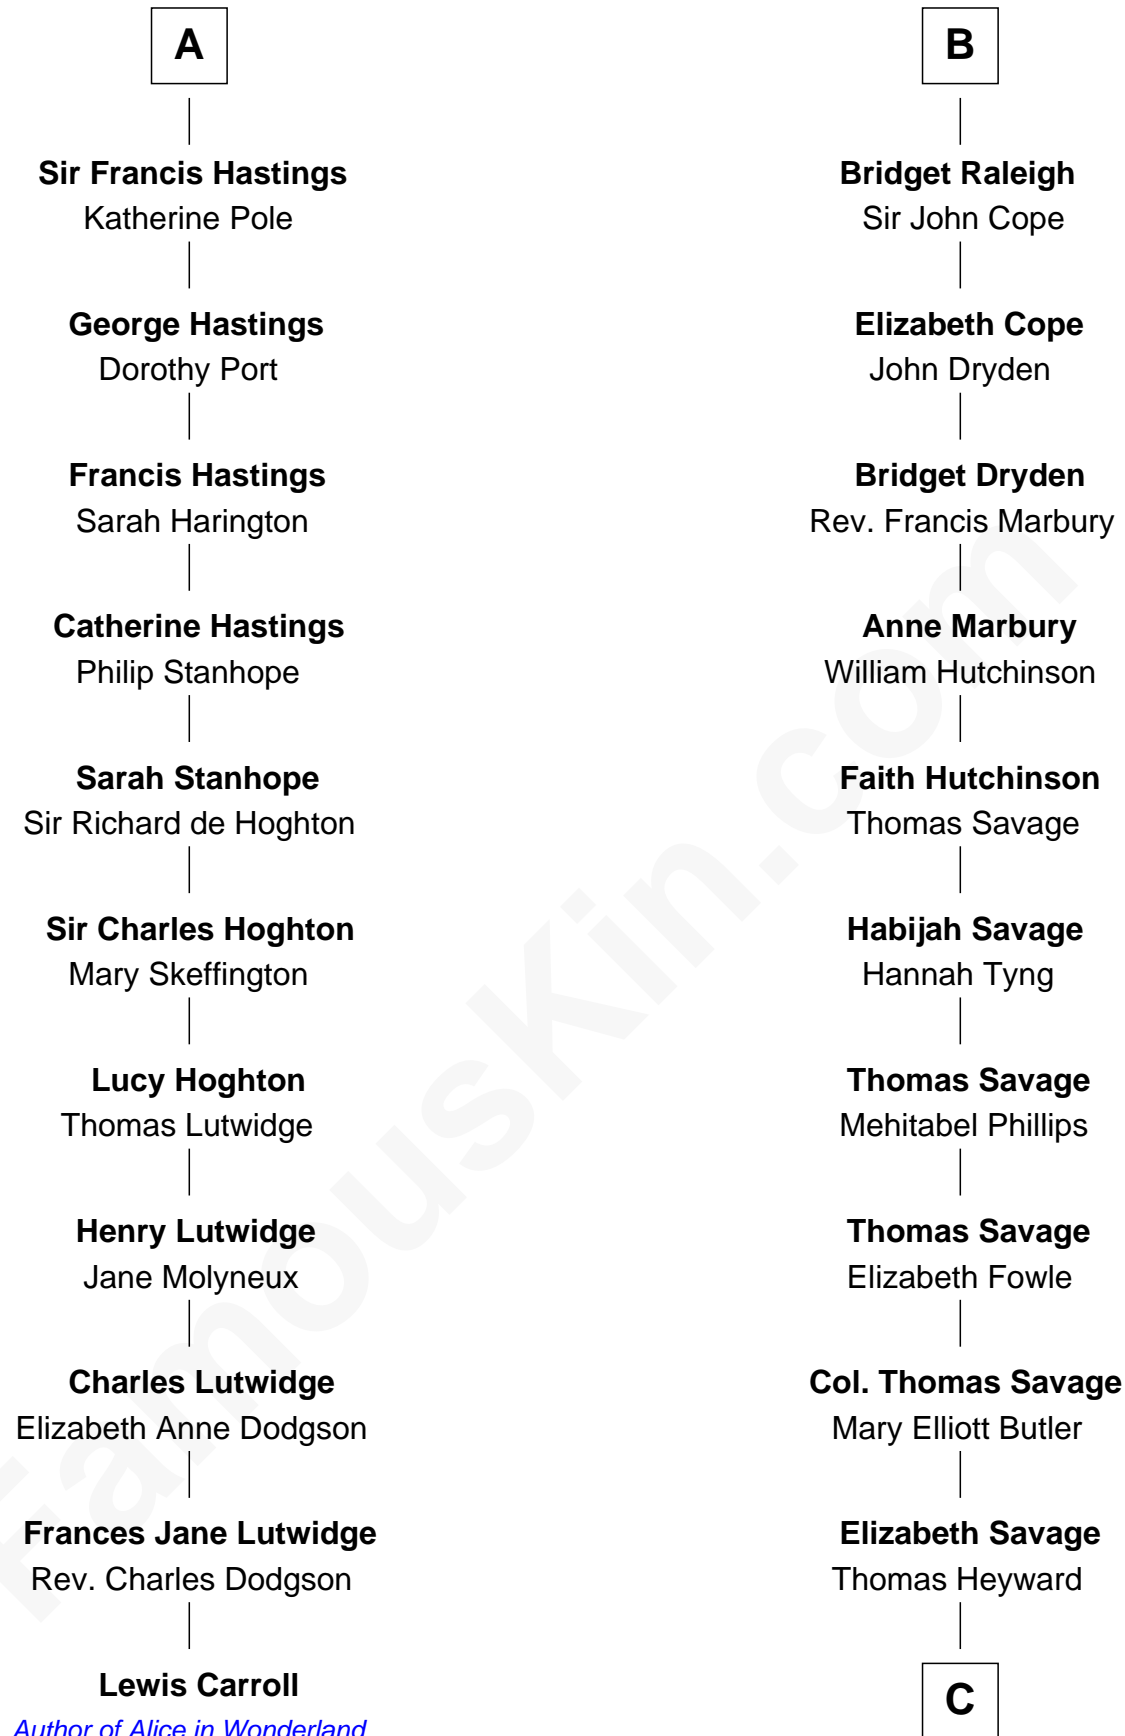 A
Sir Francis Hastings
Katherine Pole
George Hastings
Dorothy Port
Francis Hastings
Sarah Harington
Catherine Hastings
Philip Stanhope
Sarah Stanhope
Sir Richard de Hoghton
Sir Charles Hoghton
Mary Skeffington
Lucy Hoghton
Thomas Lutwidge
Henry Lutwidge
Jane Molyneux
Charles Lutwidge
Elizabeth Anne Dodgson
Frances Jane Lutwidge
Rev. Charles Dodgson
Lewis Carroll
Author of Alice in Wonderland
B
Bridget Raleigh
Sir John Cope
Elizabeth Cope
John Dryden
Bridget Dryden
Rev. Francis Marbury
Anne Marbury
William Hutchinson
Faith Hutchinson
Thomas Savage
Habijah Savage
Hannah Tyng
Thomas Savage
Mehitabel Phillips
Thomas Savage
Elizabeth Fowle
Col. Thomas Savage
Mary Elliott Butler
Elizabeth Savage
Thomas Heyward
C
FamousKin.com